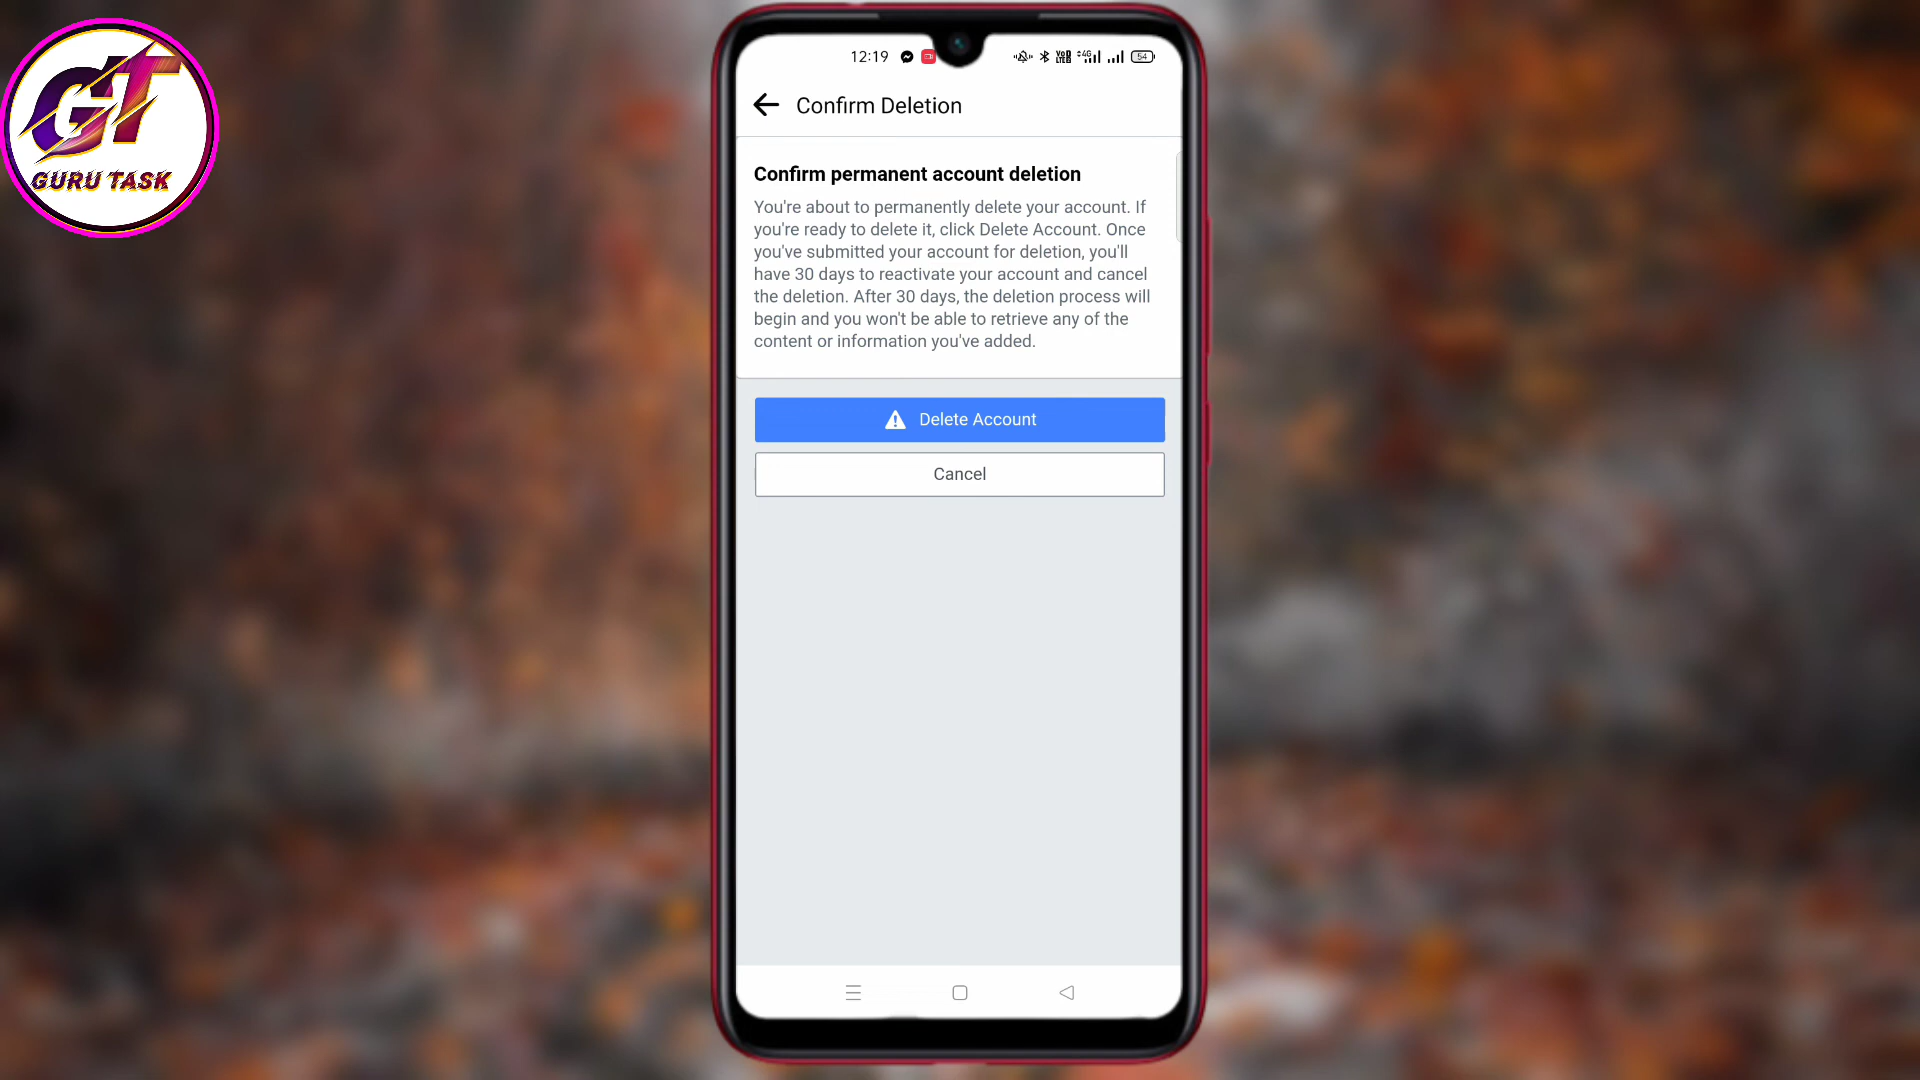 GT
GURU TASK
12:19
VoD
LTE
4G
54
Confirm Deletion
Confirm permanent account deletion
You're about to permanently delete your account. If
you're ready to delete it, click Delete Account. Once
you've submitted your account for deletion, you'll
have 30 days to reactivate your account and cancel
the deletion. After 30 days, the deletion process will
begin and you won't be able to retrieve any of the
content or information you've added.
Delete Account
Cancel